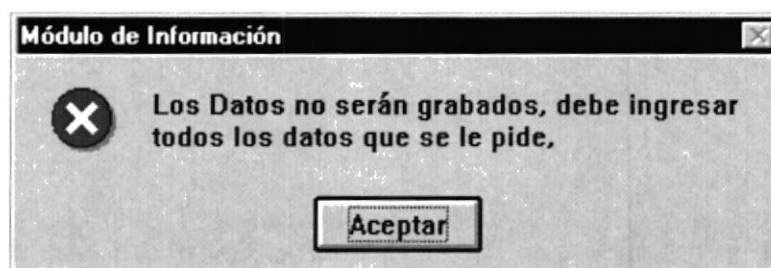 Módulo de Información
Los Datos no serán grabados, debe ingresar
todos los datos que se le pide,
Aceptar